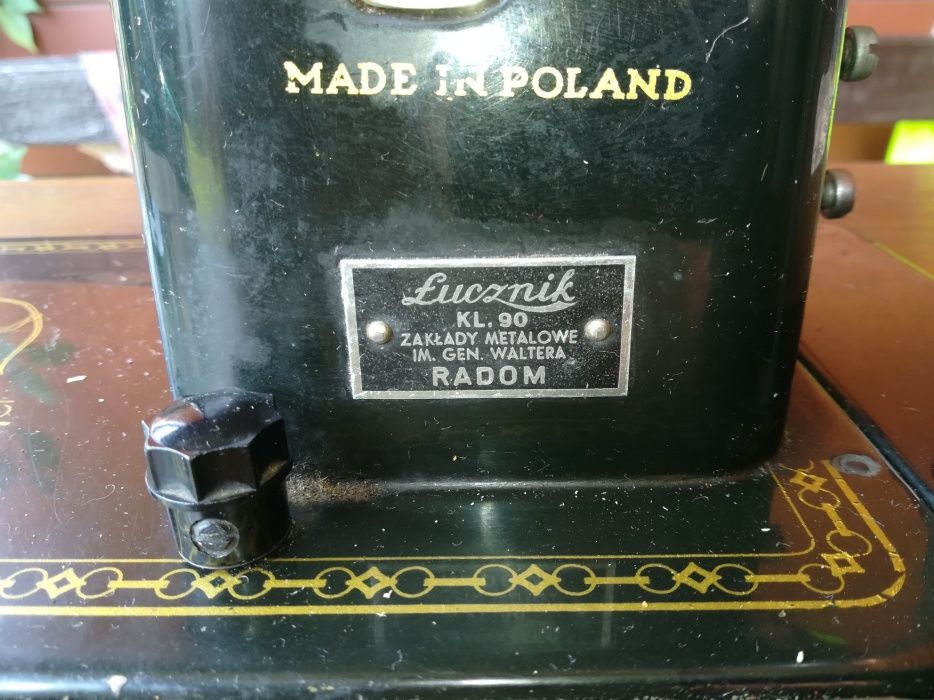 MADE IN POLAND
Łucznik
KL. 90
ZAKŁADY METALOWE
IM. GEN. WALTERA
RADOM